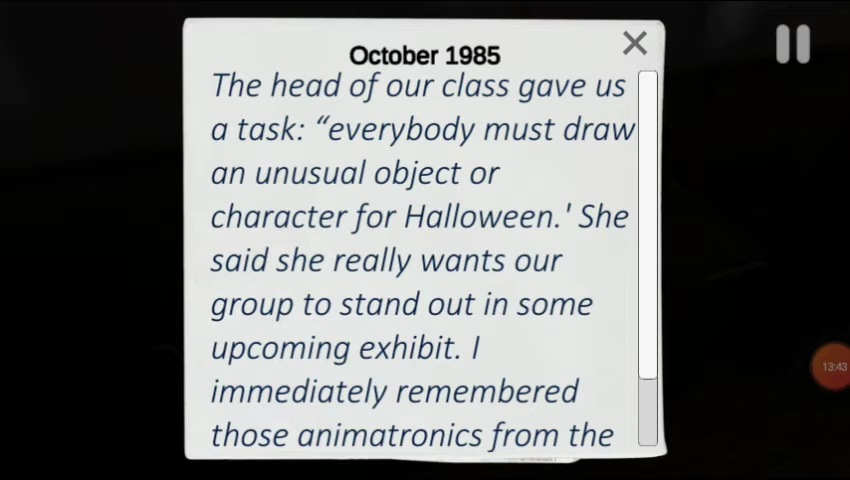 October 1985
The head of our class gave us
a task: “everybody must draw
an unusual object or
character for Halloween.' She
said she really wants our
group to stand out in some
upcoming exhibit. I
immediately remembered
those animatronics from the
13:43